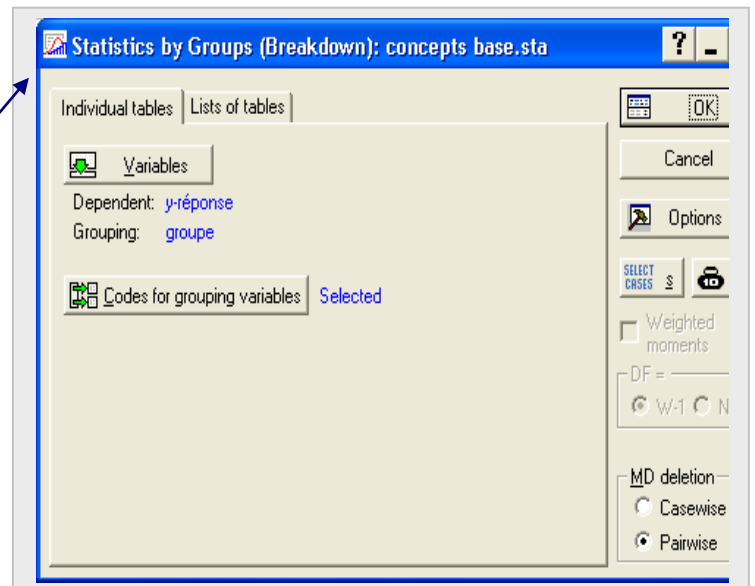 Statistics by Groups (Breakdown): concepts base.sta
?
Individual tables
Lists of tables
Variables
Dependent: y-réponse
Grouping: groupe
Codes for grouping variables
Selected
OK
Cancel
Options
SELECT CASES S
10
Weighted moments
DF =
W-1
N
MD deletion
Casewise
Pairwise